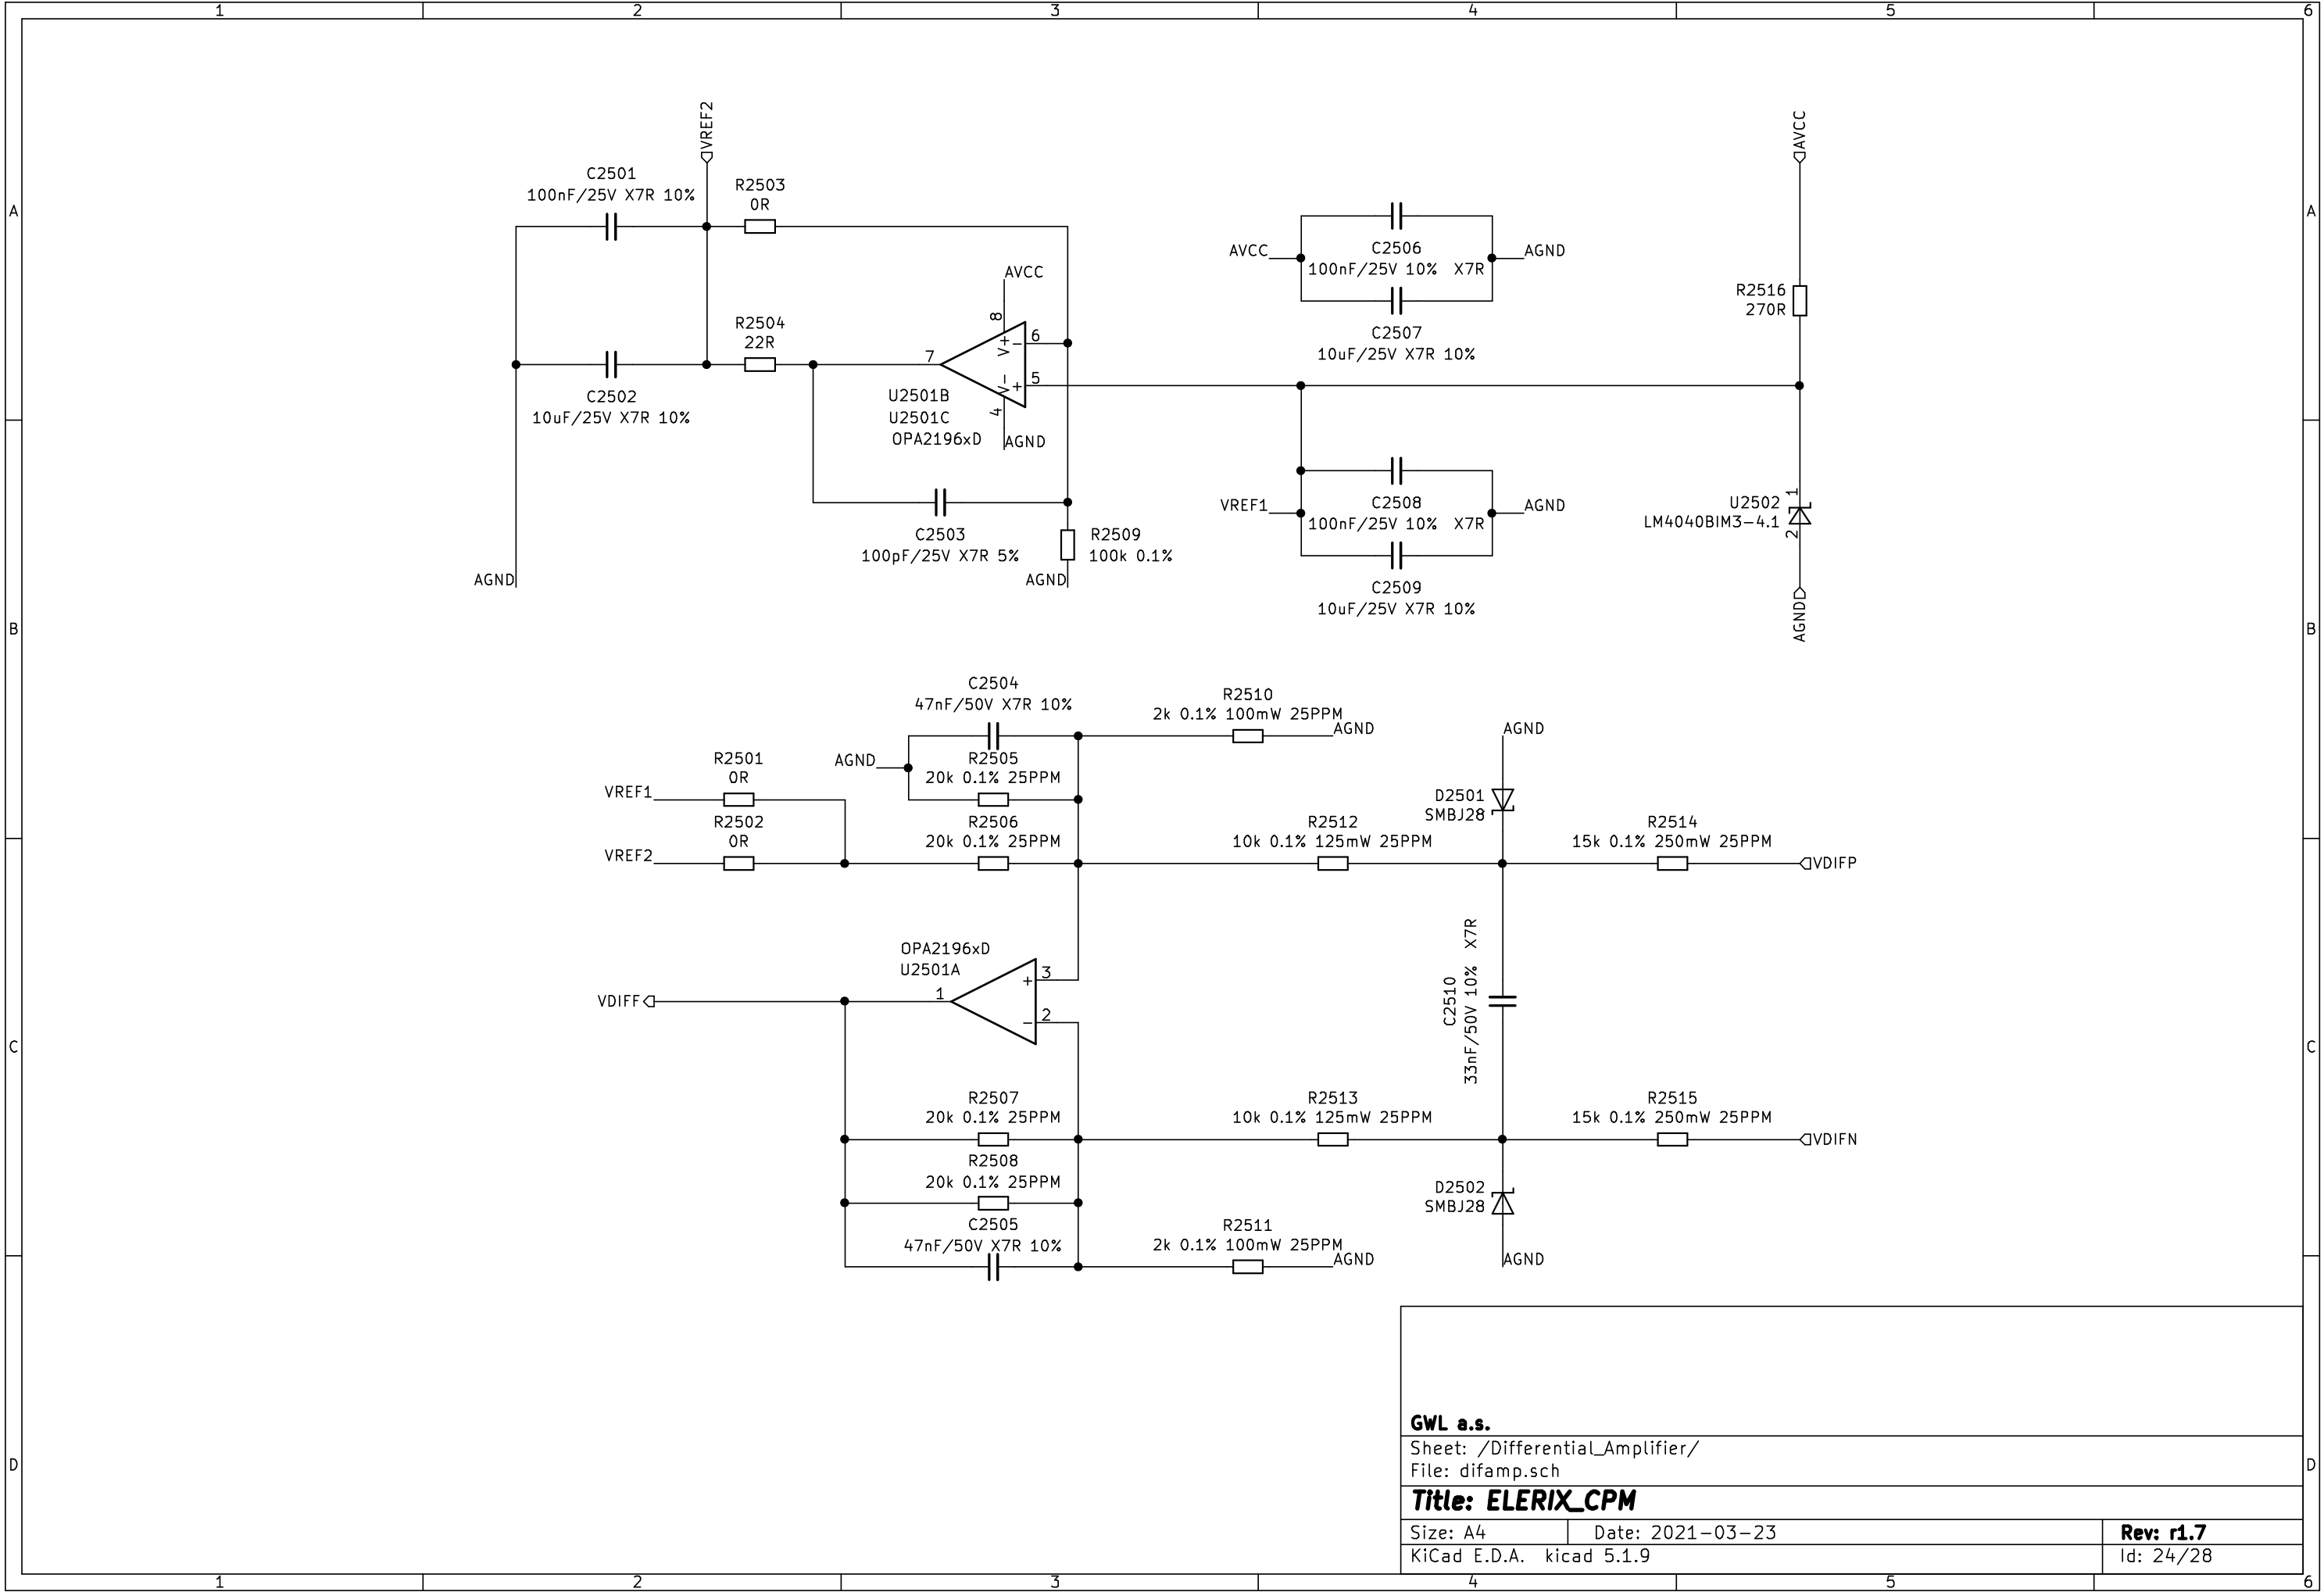 1 2 3 4 5 6
A A
B B
C C
D D
VREF2
C2501
100nF/25V X7R 10%
R2503
0R
AVCC
R2504
22R
8
V+
-
6
7
V-
+
5
4
C2502
10uF/25V X7R 10%
U2501B
U2501C
OPA2196xD
AGND
C2503
100pF/25V X7R 5%
R2509
100k 0.1%
AGND
AGND
AVCC
C2506
100nF/25V 10% X7R
AGND
C2507
10uF/25V X7R 10%
VREF1
C2508
100nF/25V 10% X7R
AGND
C2509
10uF/25V X7R 10%
AVCC
R2516
270R
1
U2502
LM4040BIM3-4.1
2
AGND
C2504
47nF/50V X7R 10%
R2510
2k 0.1% 100mW 25PPM
AGND
AGND
R2505
20k 0.1% 25PPM
R2501
0R
VREF1
R2502
0R
VREF2
R2506
20k 0.1% 25PPM
AGND
D2501
SMBJ28
R2512
10k 0.1% 125mW 25PPM
R2514
15k 0.1% 250mW 25PPM
VDIFP
OPA2196xD
U2501A
+
3
1
-
2
VDIFF
C2510
33nF/50V 10% X7R
R2507
20k 0.1% 25PPM
R2513
10k 0.1% 125mW 25PPM
R2515
15k 0.1% 250mW 25PPM
VDIFN
R2508
20k 0.1% 25PPM
D2502
SMBJ28
C2505
47nF/50V X7R 10%
R2511
2k 0.1% 100mW 25PPM
AGND
AGND
GWL a.s.
Sheet: /Differential_Amplifier/
File: difamp.sch
Title: ELERIX_CPM
Size: A4 Date: 2021-03-23 Rev: r1.7
KiCad E.D.A. kicad 5.1.9 Id: 24/28
1 2 3 4 5 6